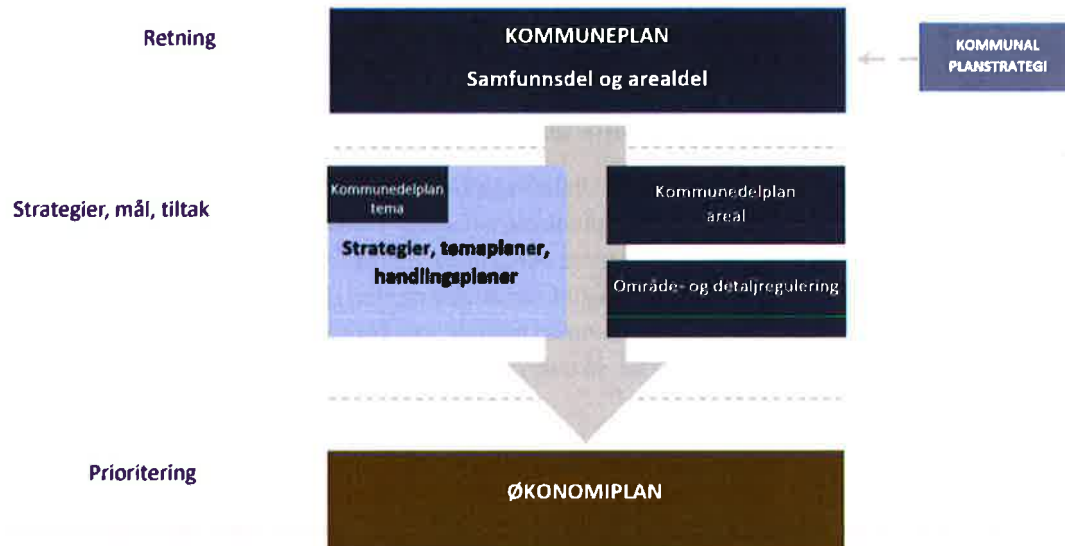 Retning
KOMMUNEPLAN
Samfunnsdel og arealdel
KOMMUNAL
PLANSTRATEGI
Strategier, mål, tiltak
Kommunedelplan
tema
Strategier, temaplaner,
handlingsplaner
Kommunedelplan
areal
Område- og detaljregulering
Prioritering
ØKONOMIPLAN